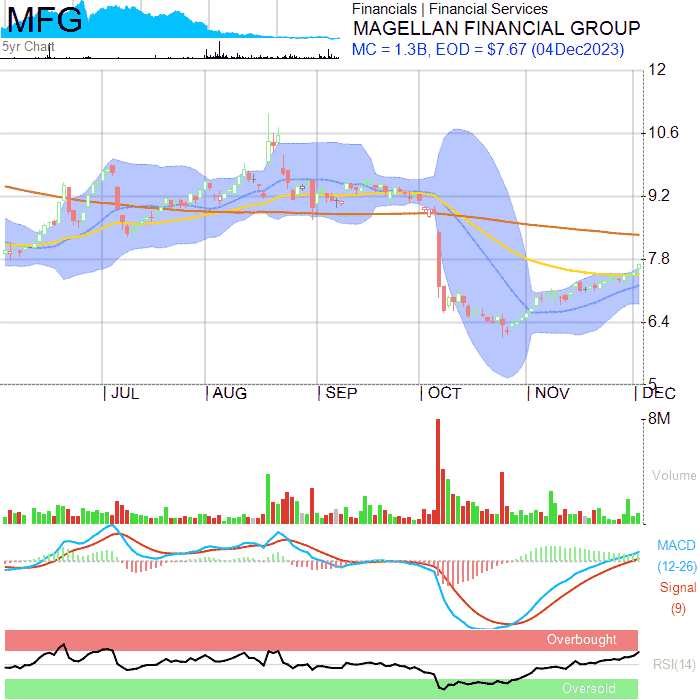 MFG
5yr Chart
Financials | Financial Services
MAGELLAN FINANCIAL GROUP
MC = 1.3B, EOD = $7.67 (04Dec2023)
12
10.6
9.2
7.8
6.4
5
JUL AUG SEP OCT NOV DEC
8M
Volume
MACD
(12-26)
Signal
(9)
Overbought
RSI(14)
Oversold